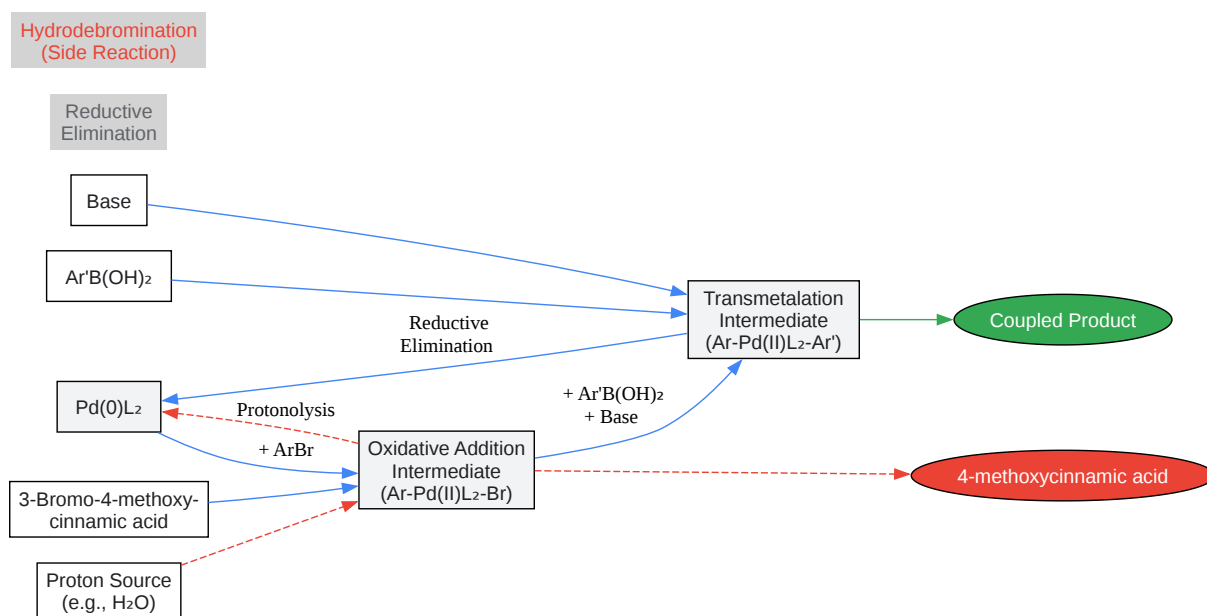 Hydrodebromination
(Side Reaction)
Reductive
Elimination
Base
Ar'B(OH)₂
Transmetalation
Intermediate
(Ar-Pd(II)L₂-Ar')
Coupled Product
Reductive
Elimination
+ Ar'B(OH)₂
+ Base
Pd(0)L₂
Protonolysis
+ ArBr
Oxidative Addition
Intermediate
(Ar-Pd(II)L₂-Br)
4-methoxycinnamic acid
3-Bromo-4-methoxy-
cinnamic acid
Proton Source
(e.g., H₂O)